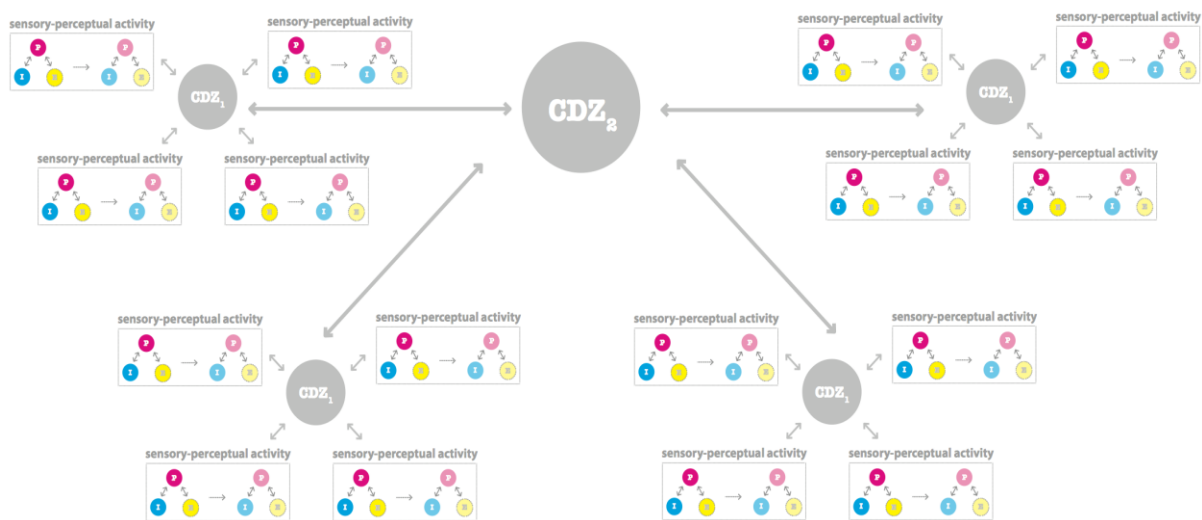 sensory-perceptual activity
P P
I I
sensory-perceptual activity
P P
I I
CDZ₁
sensory-perceptual activity
P P
I I
sensory-perceptual activity
P P
I I
CDZ₂
sensory-perceptual activity
P P
I I
sensory-perceptual activity
P P
I I
CDZ₁
sensory-perceptual activity
P P
I I
sensory-perceptual activity
P P
I I
sensory-perceptual activity
P P
I I
sensory-perceptual activity
P P
I I
CDZ₁
sensory-perceptual activity
P P
I I
sensory-perceptual activity
P P
I I
sensory-perceptual activity
P P
I I
sensory-perceptual activity
P P
I I
CDZ₁
sensory-perceptual activity
P P
I I
sensory-perceptual activity
P P
I I